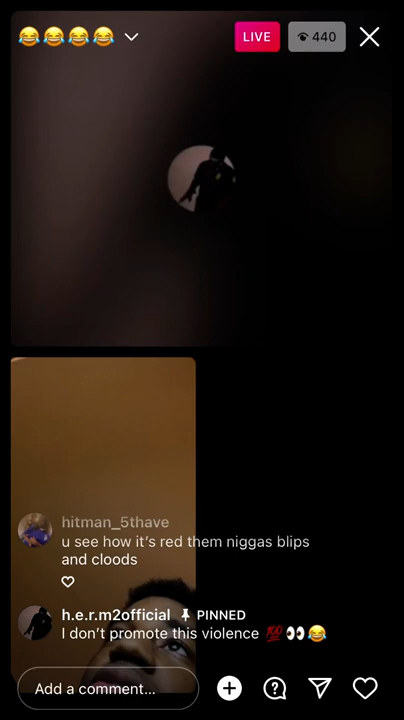 😂😂😂😂
LIVE
440
hitman_5thave
u see how it's red them niggas blips
and cloods
h.e.r.m2official PINNED
I don't promote this violence 💯👀😂
Add a comment...